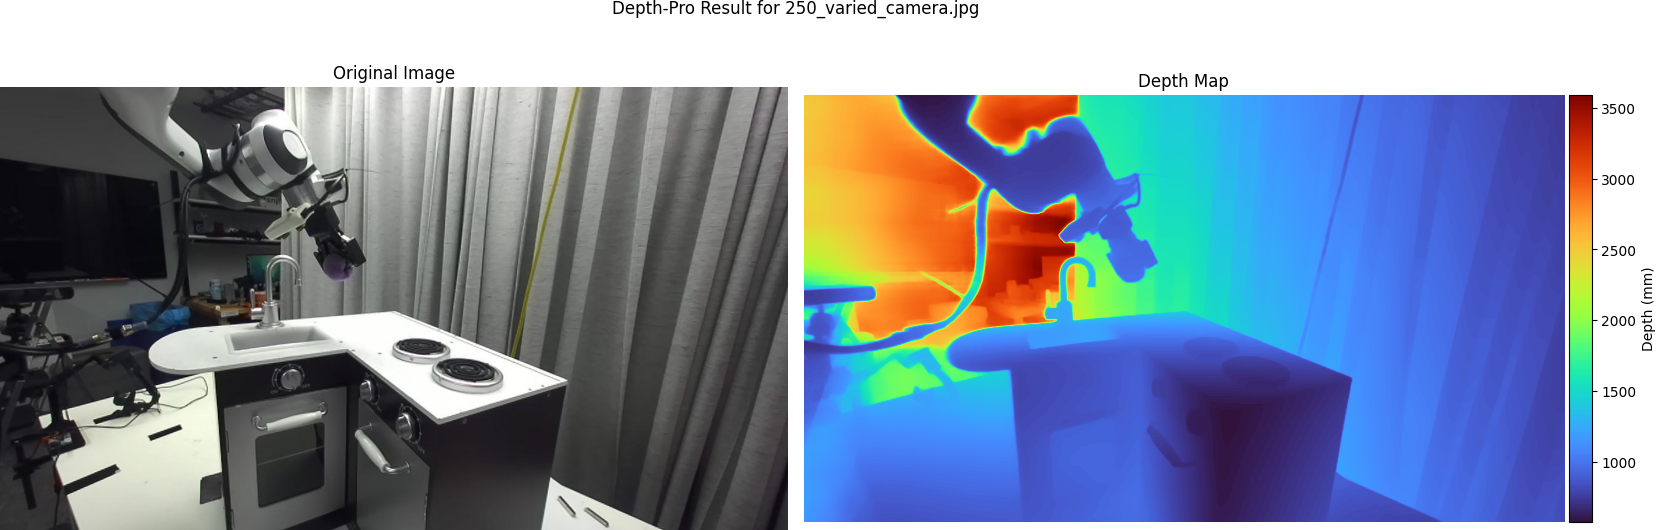 Depth-Pro Result for 250_varied_camera.jpg
Original Image
Depth Map
3500
3000
2500
2000
1500
1000
Depth (mm)